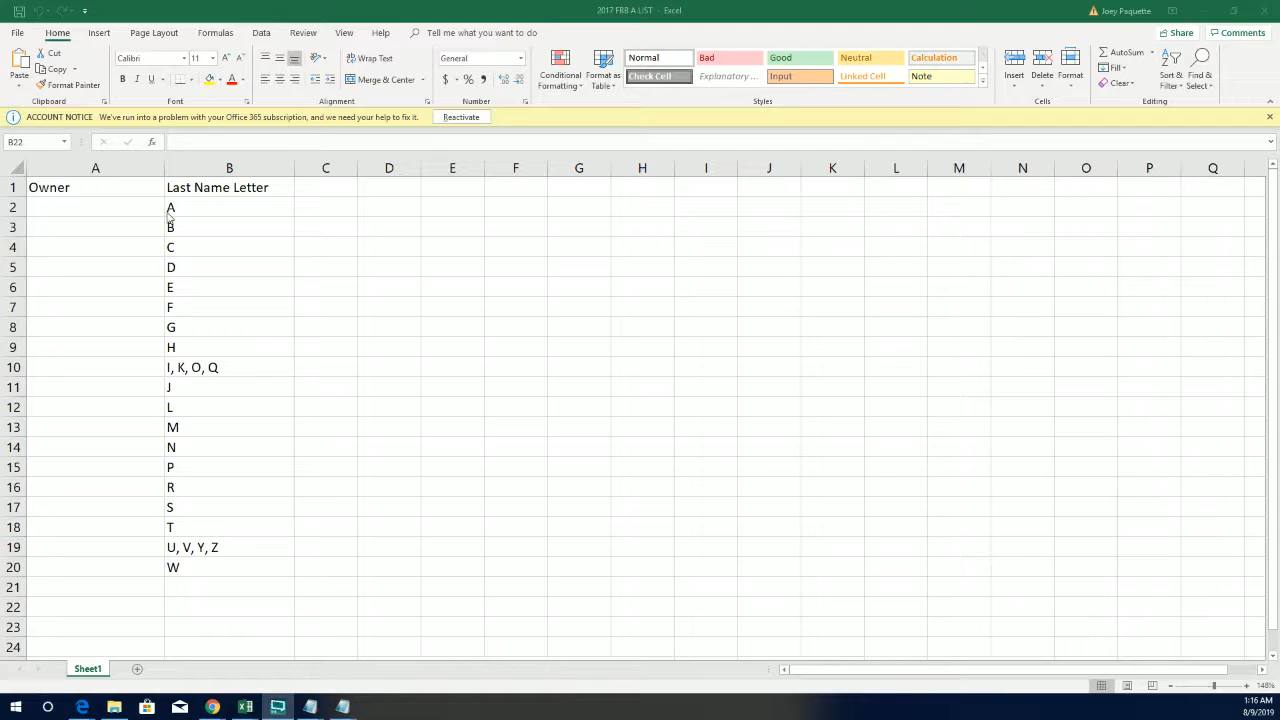 2017 FBB A LIST - Excel
Joey Paquette
File Home Insert Page Layout Formulas Data Review View Help Tell me what you want to do
Share Comments
Paste Cut Copy Format Painter
Clipboard
Calibri 11 A A B I U A
Font
Wrap Text
Merge & Center
Alignment
General
$ % ,
Number
Conditional Formatting
Format as Table
Normal Bad Good Neutral Calculation
Check Cell Explanatory ... Input Linked Cell Note
Styles
Insert Delete Format
Cells
AutoSum
Fill
Clear
Sort & Filter
Find & Select
Editing
ACCOUNT NOTICE We've run into a problem with your Office 365 subscription, and we need your help to fix it. Reactivate
B22 fx
A B C D E F G H I J K L M N O P Q
1 Owner Last Name Letter
2 A
3 B
4 C
5 D
6 E
7 F
8 G
9 H
10 I, K, O, Q
11 J
12 L
13 M
14 N
15 P
16 R
17 S
18 T
19 U, V, Y, Z
20 W
21
22
23
24
Sheet1
148%
1:16 AM
8/9/2019